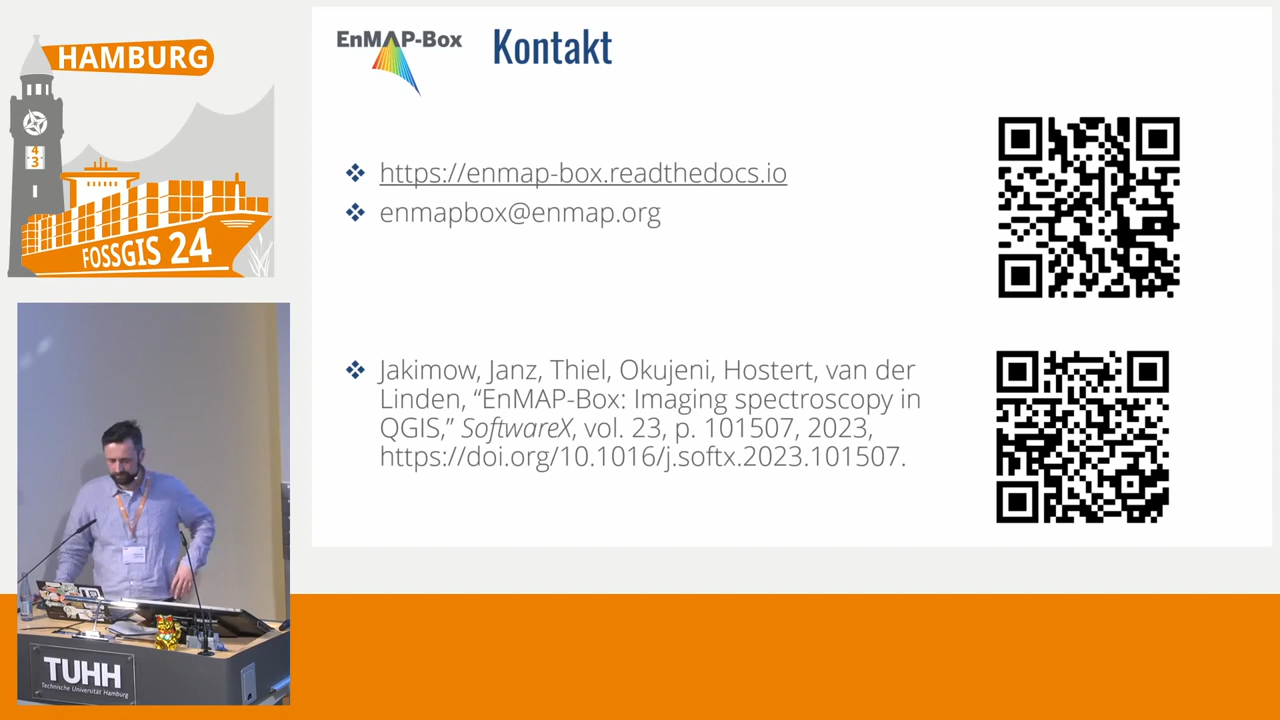 HAMBURG
4
3
FOSSGIS 24
EnMAP-Box
Kontakt
https://enmap-box.readthedocs.io
enmapbox@enmap.org
Jakimow, Janz, Thiel, Okujeni, Hostert, van der
Linden, “EnMAP-Box: Imaging spectroscopy in
QGIS,” SoftwareX, vol. 23, p. 101507, 2023,
https://doi.org/10.1016/j.softx.2023.101507.
TUHH
Technische Universität Hamburg